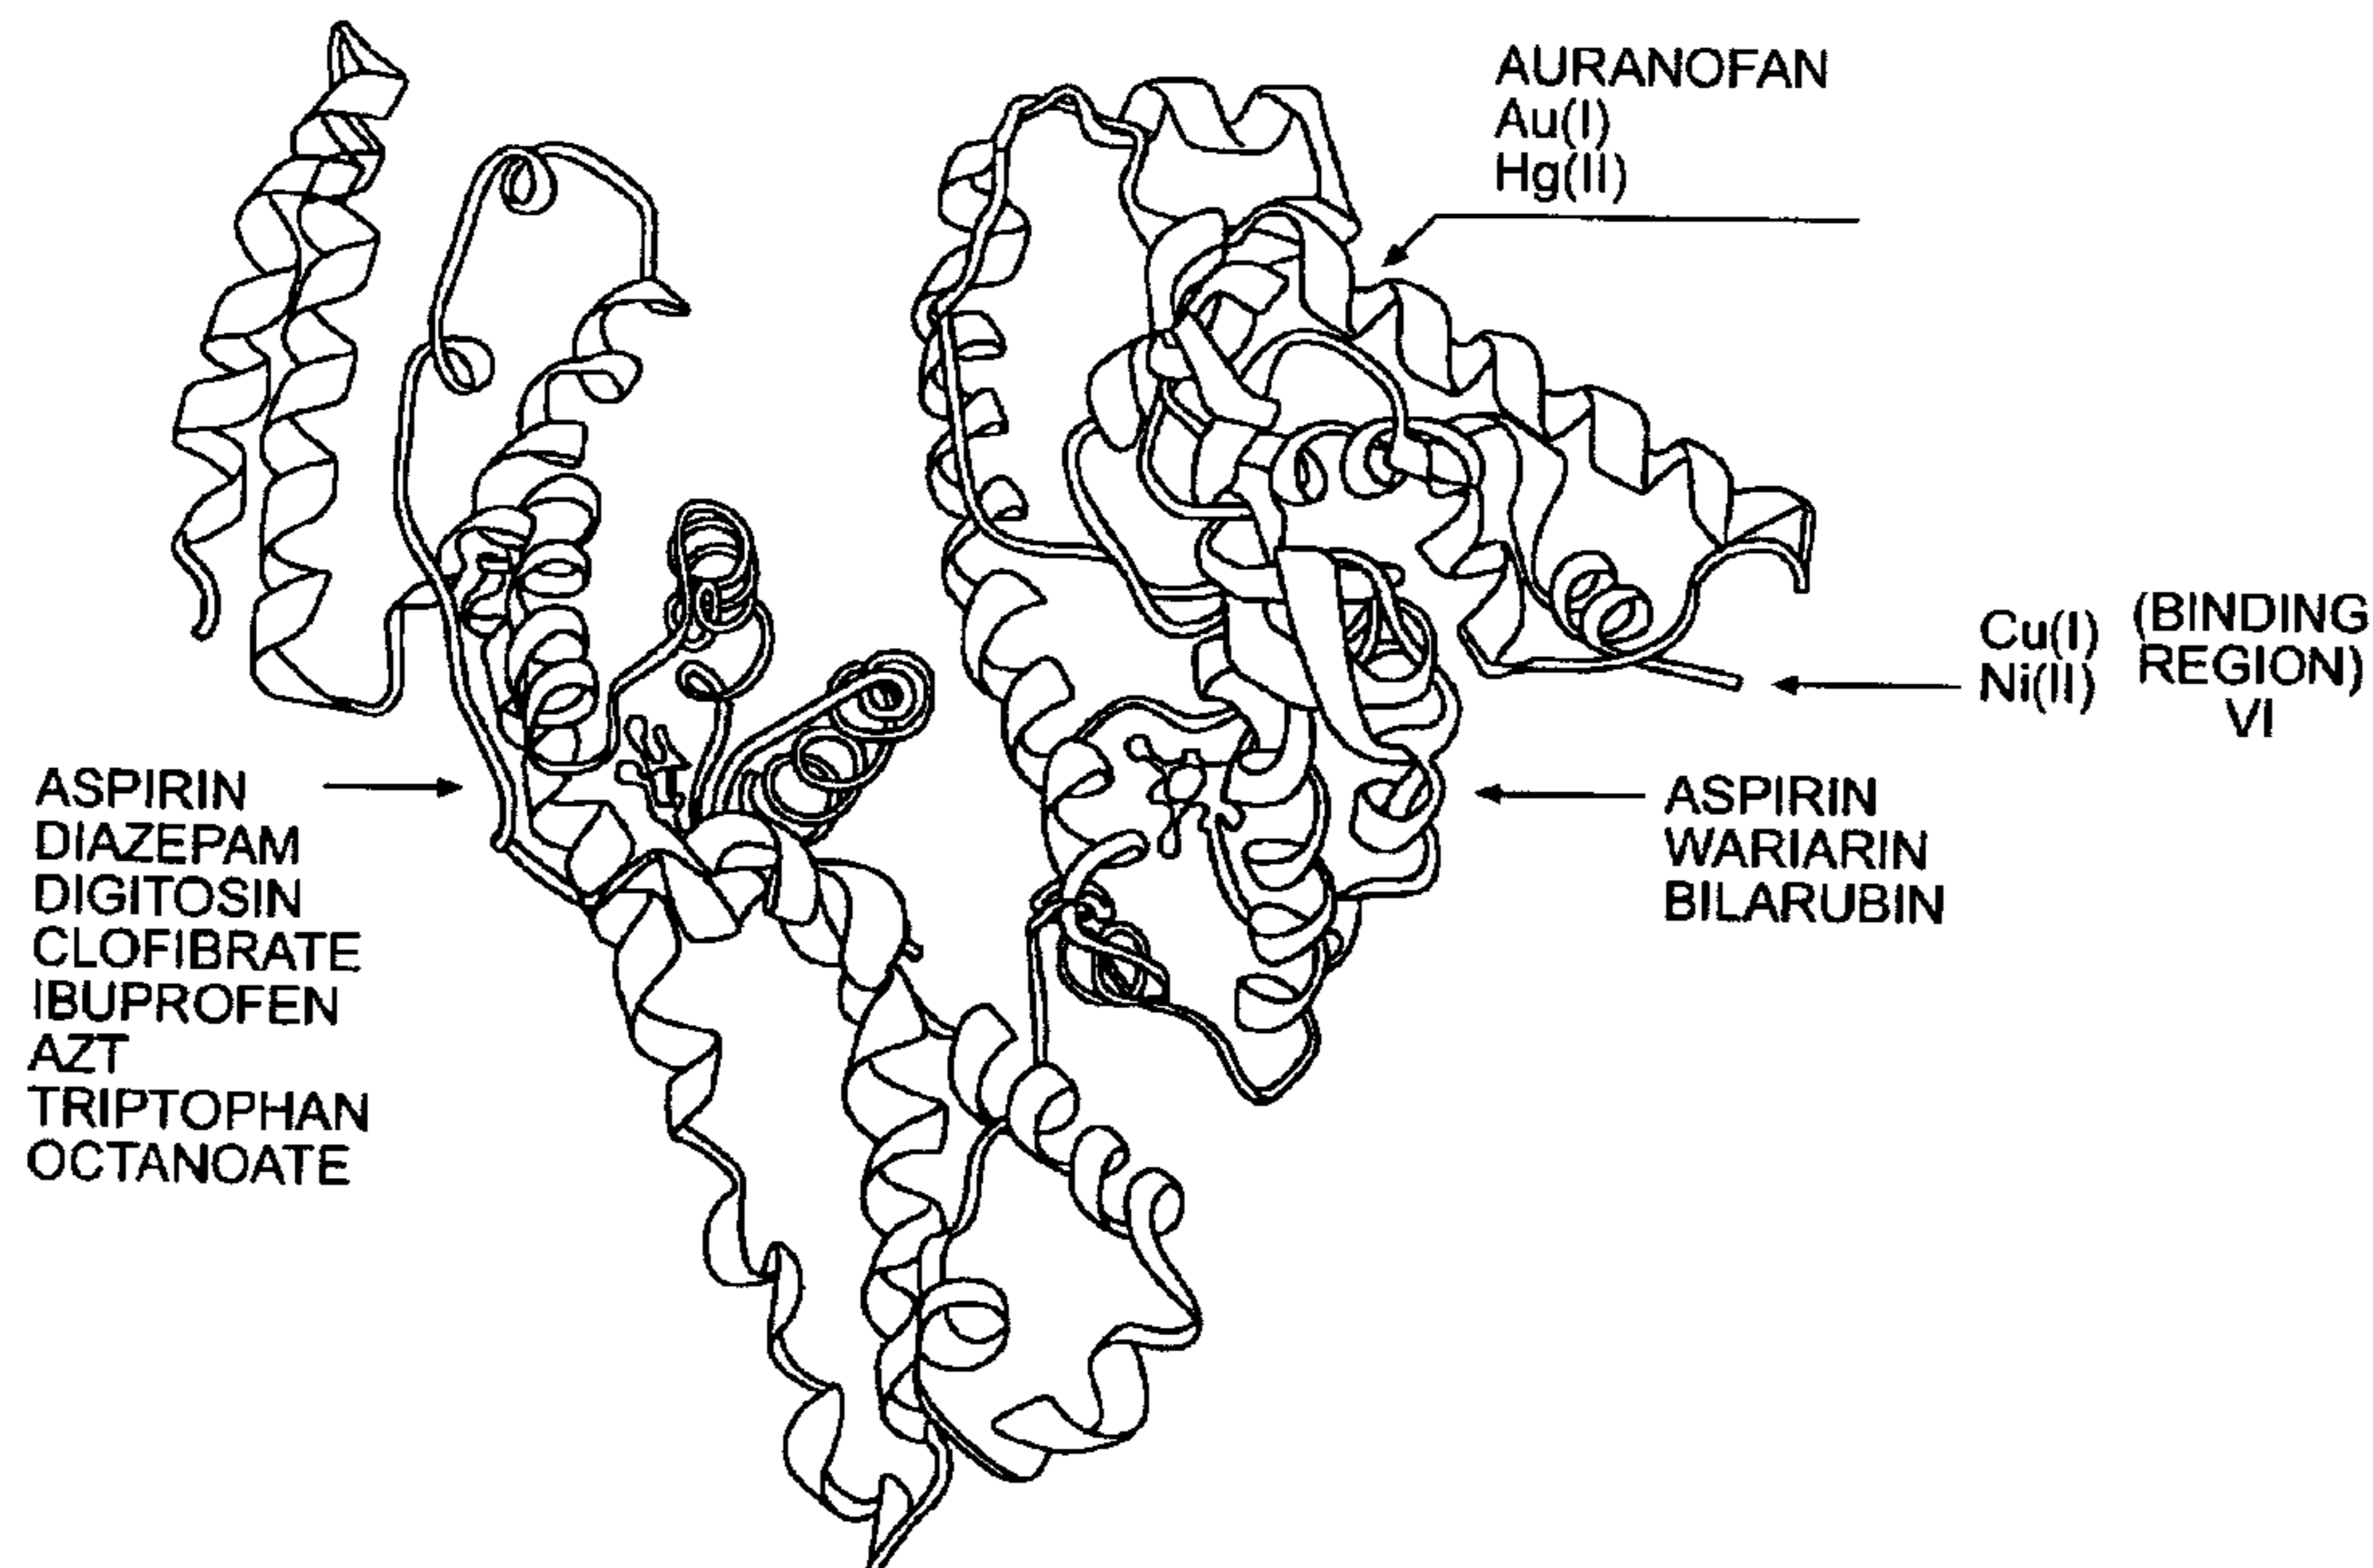 AURANOFAN
Au(I)
Hg(II)
Cu(I)
Ni(II)
(BINDING
REGION)
VI
ASPIRIN
DIAZEPAM
DIGITOSIN
CLOFIBRATE
IBUPROFEN
AZT
TRIPTOPHAN
OCTANOATE
ASPIRIN
WARIARIN
BILARUBIN